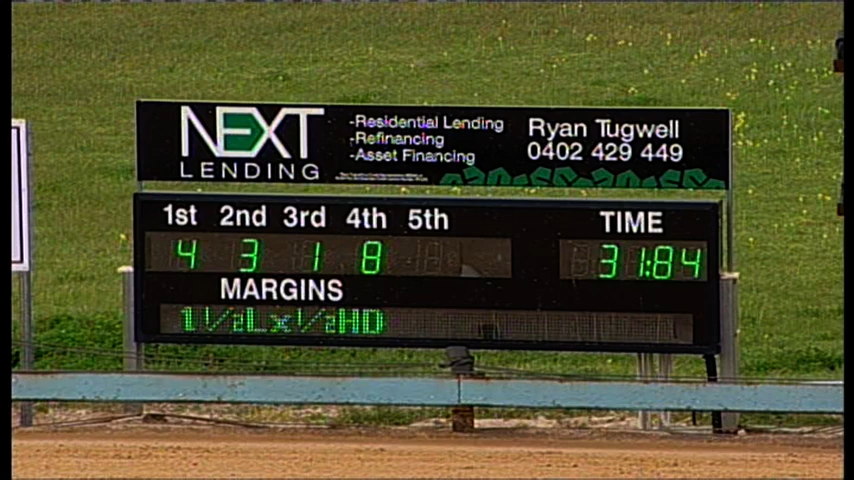 NEXT
LENDING
-Residential Lending
-Refinancing
-Asset Financing
Ryan Tugwell
0402 429 449
1st 2nd 3rd 4th 5th TIME
4 3 1 8 31:84
MARGINS
1½Lx½HD